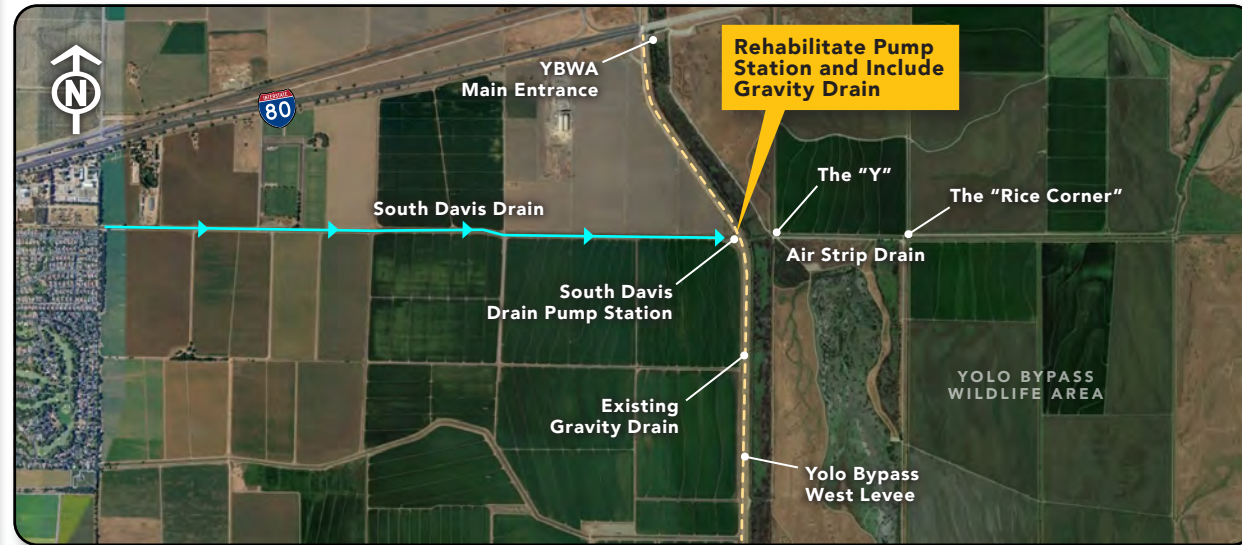 N
INTERSTATE
80
YBWA
Main Entrance
Rehabilitate Pump
Station and Include
Gravity Drain
The "Y"
The "Rice Corner"
South Davis Drain
Air Strip Drain
South Davis
Drain Pump Station
YOLO BYPASS
WILDLIFE AREA
Existing
Gravity Drain
Yolo Bypass
West Levee